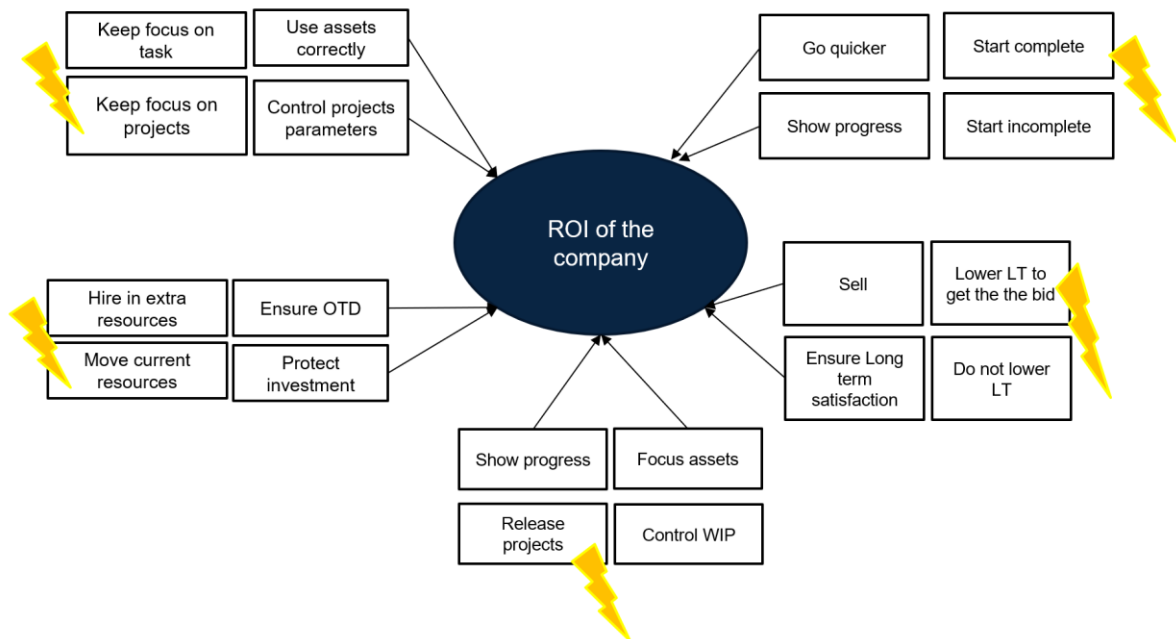 Keep focus on
task
Use assets
correctly
Keep focus on
projects
Control projects
parameters
Go quicker
Start complete
Show progress
Start incomplete
ROI of the
company
Hire in extra
resources
Ensure OTD
Move current
resources
Protect
investment
Sell
Lower LT to
get the the bid
Ensure Long
term
satisfaction
Do not lower
LT
Show progress
Focus assets
Release
projects
Control WIP